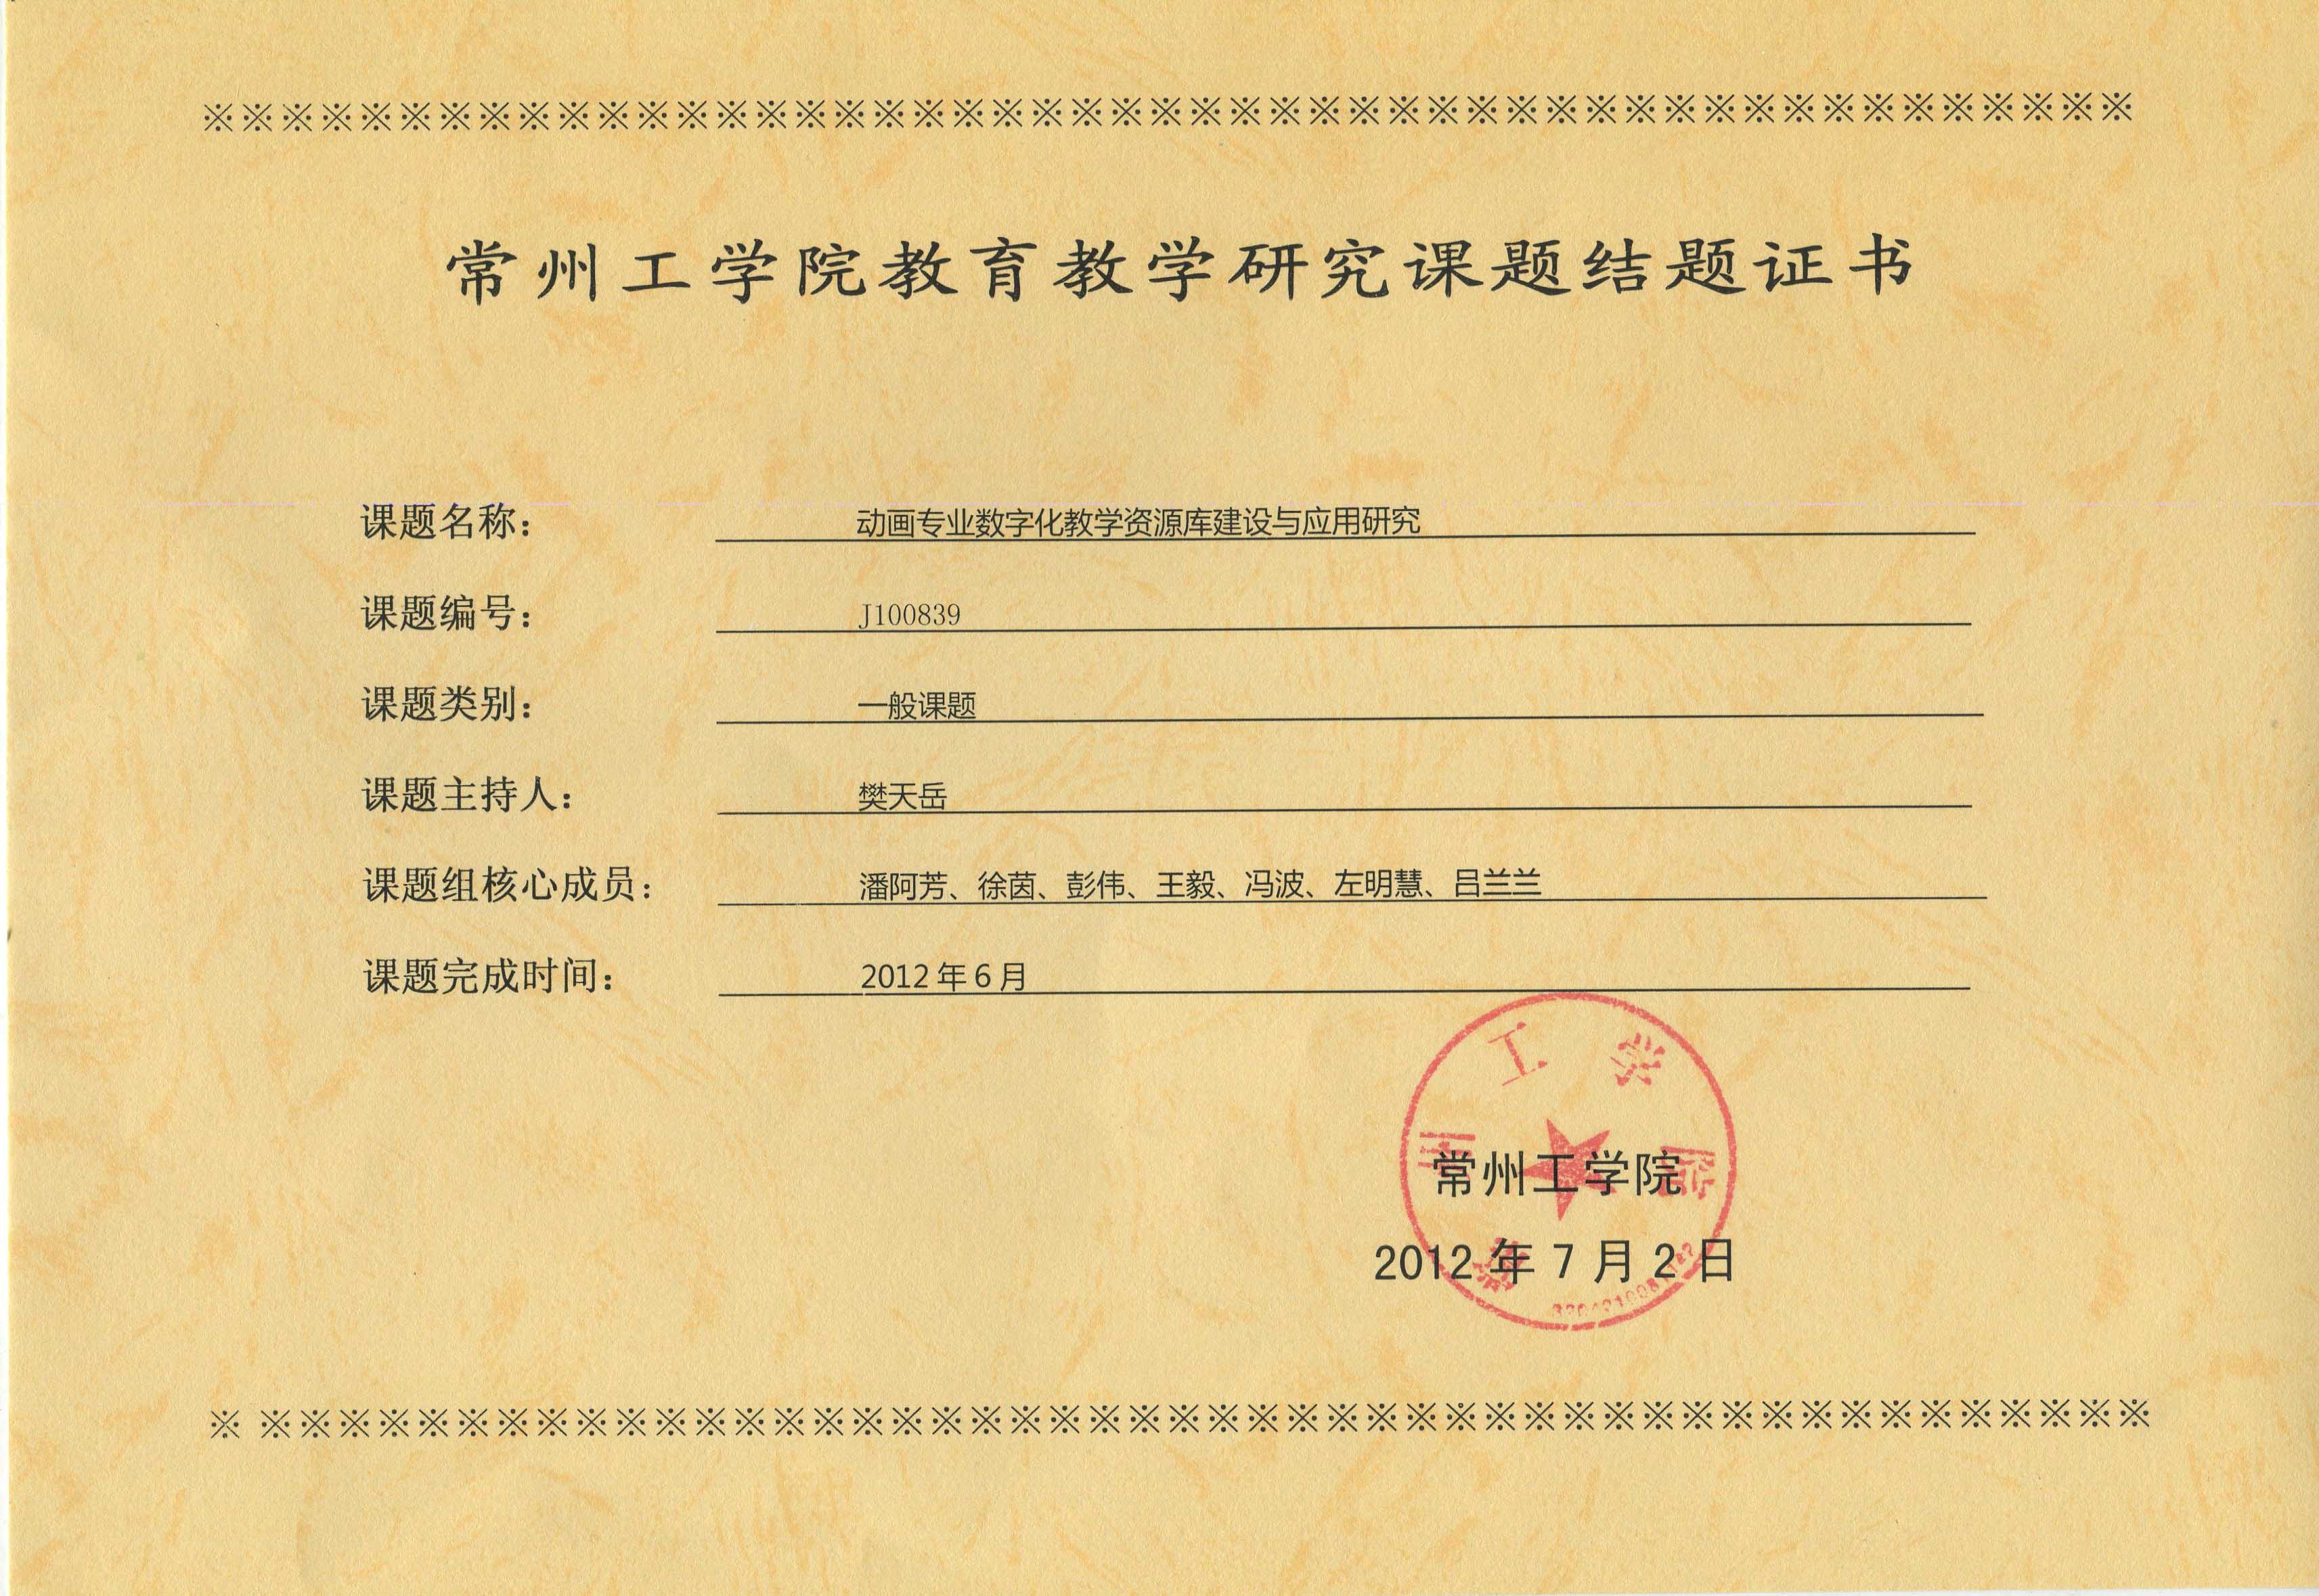 ※※※※※※※※※※※※※※※※※※※※※※※※※※※※※※※※※※※※※※※※※※※※※※※※※
常州工学院教育教学研究课题结题证书
课题名称： 动画专业数字化教学资源库建设与应用研究
课题编号： J100839
课题类别： 一般课题
课题主持人： 樊天岳
课题组核心成员： 潘阿芳、徐茵、彭伟、王毅、冯波、左明慧、吕兰兰
课题完成时间： 2012年6月
常州工学院
常州工学院
2012年7月2日
※※※※※※※※※※※※※※※※※※※※※※※※※※※※※※※※※※※※※※※※※※※※※※※※※